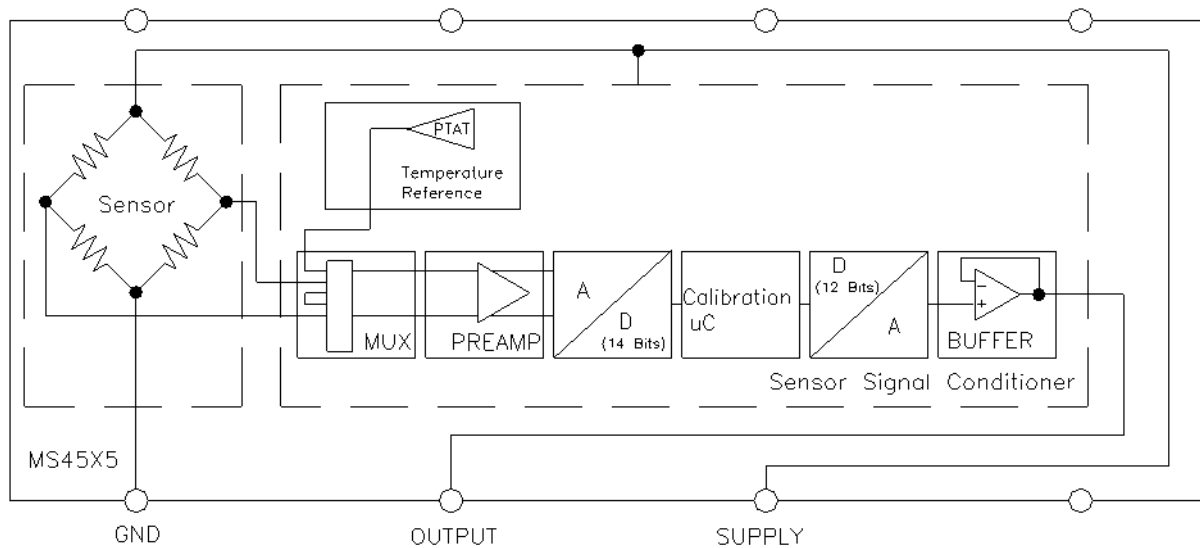 PTAT
Temperature
Reference
Sensor
MUX
PREAMP
A
D
(14 Bits)
Calibration
uC
D
(12 Bits)
A
−
+
BUFFER
Sensor Signal Conditioner
MS45X5
GND
OUTPUT
SUPPLY